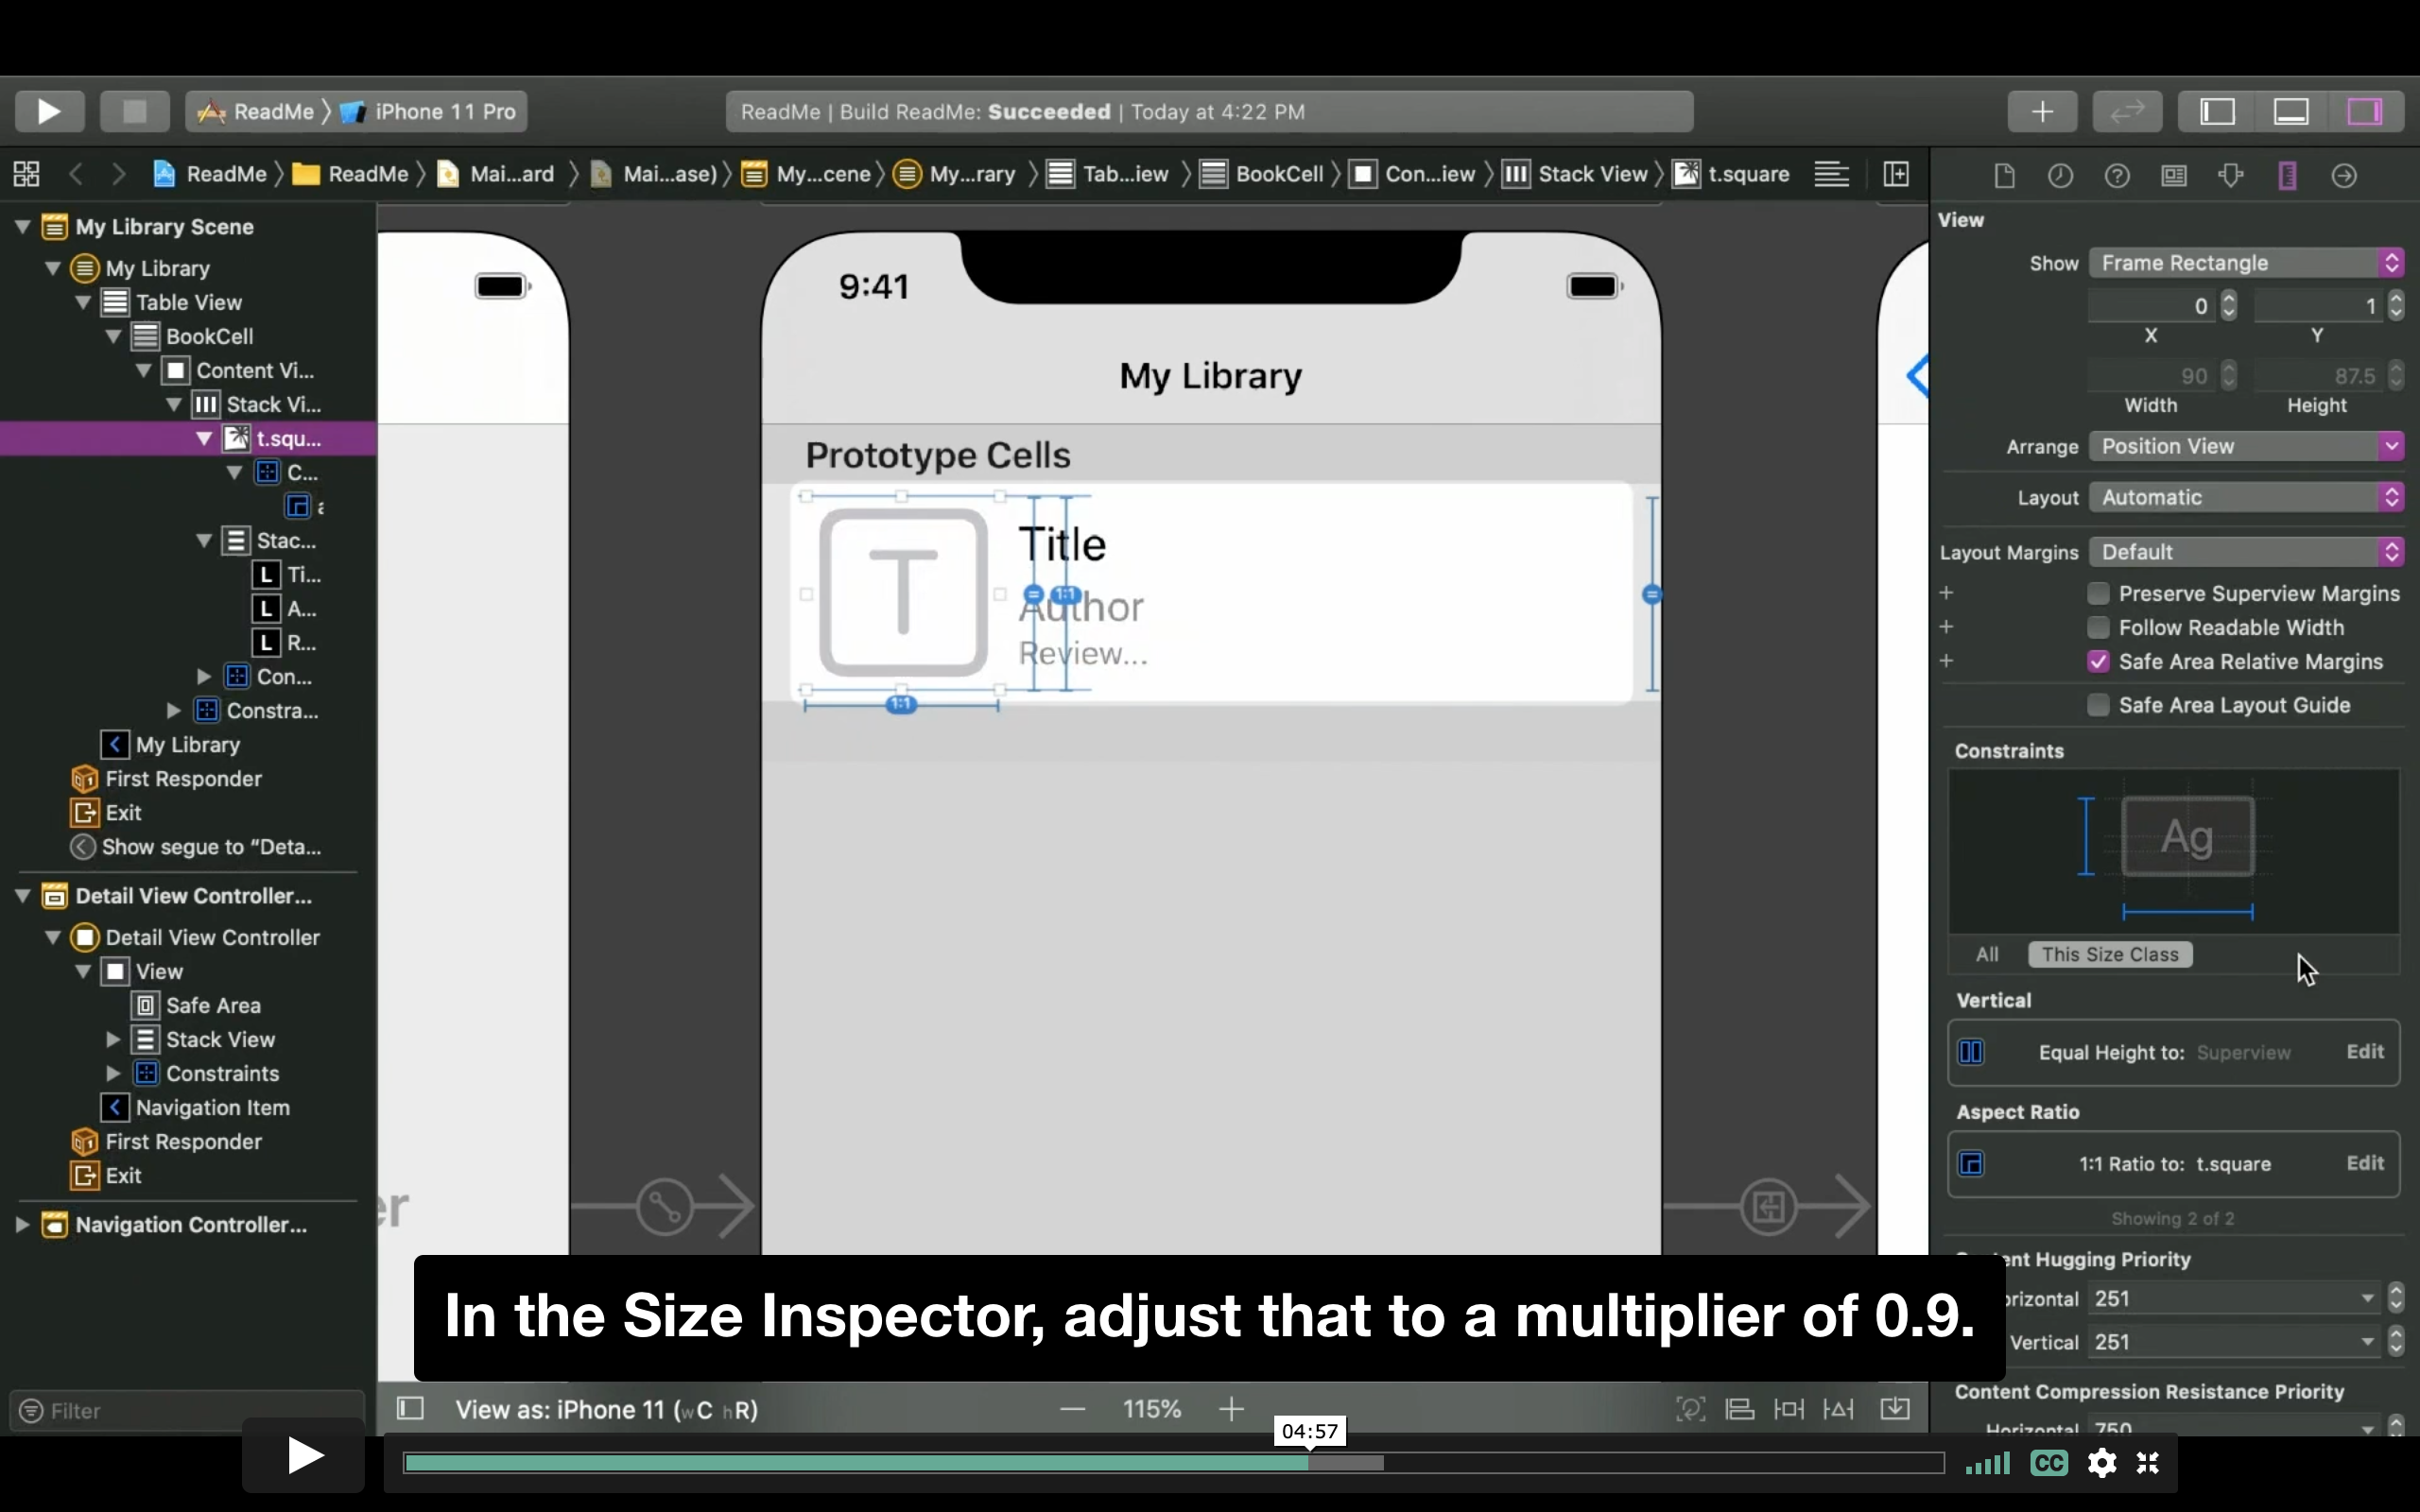 ReadMe 〉 iPhone 11 Pro
ReadMe | Build ReadMe: Succeeded | Today at 4:22 PM
ReadMe 〉 ReadMe 〉 Mai...ard 〉 Mai...ase) 〉 My...cene 〉 My...rary 〉 Tab...iew 〉 BookCell 〉 Con...iew 〉 Stack View 〉 t.square
My Library Scene
My Library
Table View
BookCell
Content Vi...
Stack Vi...
t.squ...
C...
Stac...
L Ti...
L A...
L R...
Con...
Constra...
My Library
First Responder
Exit
Show segue to “Deta...
Detail View Controller...
Detail View Controller
View
Safe Area
Stack View
Constraints
Navigation Item
First Responder
Exit
Navigation Controller...
Filter
9:41
My Library
Prototype Cells
T
Title
Author
Review...
1:1
1:1
er
View as: iPhone 11 (wC hR)
115%
View
Show Frame Rectangle
0 1
X Y
90 87.5
Width Height
Arrange Position View
Layout Automatic
Layout Margins Default
Preserve Superview Margins
Follow Readable Width
Safe Area Relative Margins
Safe Area Layout Guide
Constraints
Ag
All This Size Class
Vertical
Equal Height to: Superview Edit
Aspect Ratio
1:1 Ratio to: t.square Edit
Showing 2 of 2
Hugging Priority
251
Vertical 251
Content Compression Resistance Priority
Horizontal 750
In the Size Inspector, adjust that to a multiplier of 0.9.
04:57
CC